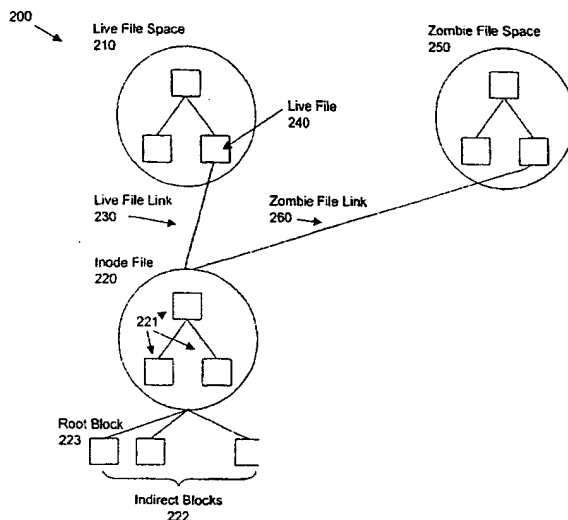 200
Live File Space
210
Zombie File Space
250
Live File
240
Live File Link
230
Zombie File Link
260
Inode File
220
221
Root Block
223
Indirect Blocks
222